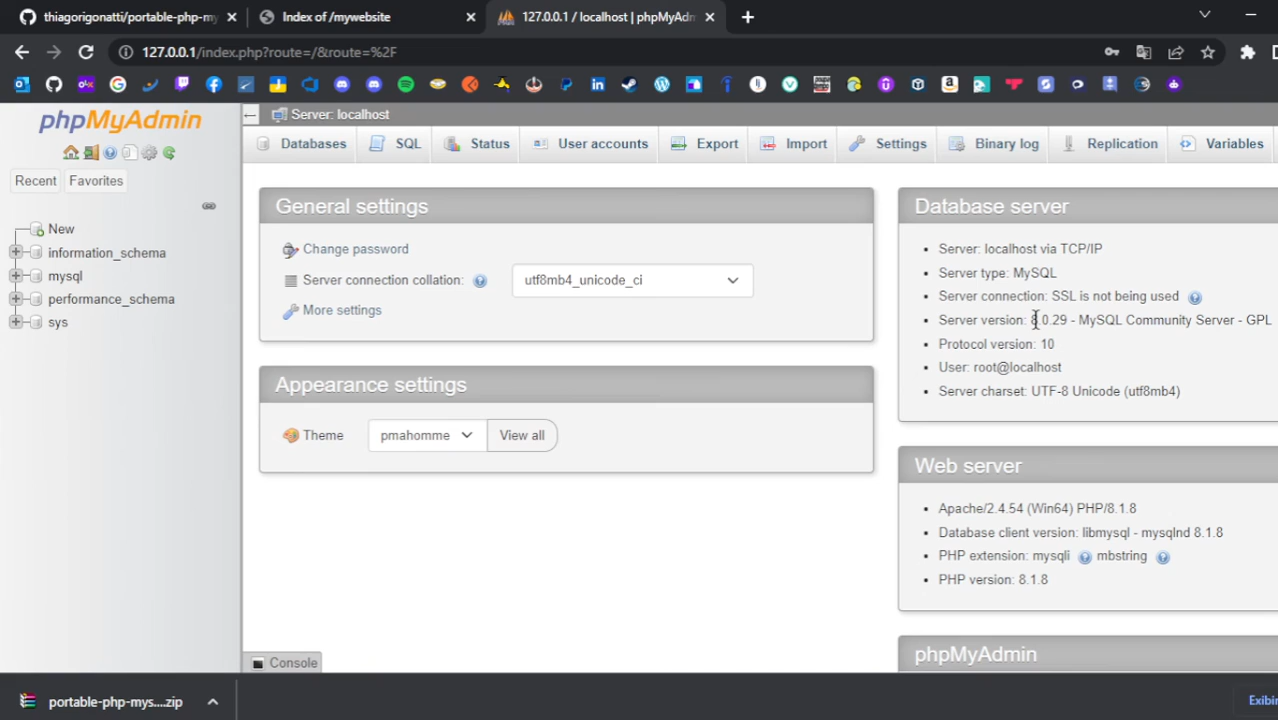 thiagorigonatti/portable-php-my
Index of /mywebsite
127.0.0.1 / localhost | phpMyAdm
127.0.0.1/index.php?route=/&route=%2F
phpMyAdmin
Recent
Favorites
New
information_schema
mysql
performance_schema
sys
Server: localhost
Databases
SQL
Status
User accounts
Export
Import
Settings
Binary log
Replication
Variables
General settings
Change password
Server connection collation:
utf8mb4_unicode_ci
More settings
Appearance settings
Theme
pmahomme
View all
Database server
Server: localhost via TCP/IP
Server type: MySQL
Server connection: SSL is not being used
Server version: 8.0.29 - MySQL Community Server - GPL
Protocol version: 10
User: root@localhost
Server charset: UTF-8 Unicode (utf8mb4)
Web server
Apache/2.4.54 (Win64) PHP/8.1.8
Database client version: libmysql - mysqlnd 8.1.8
PHP extension: mysqli mbstring
PHP version: 8.1.8
phpMyAdmin
Console
portable-php-mys....zip
Exibir